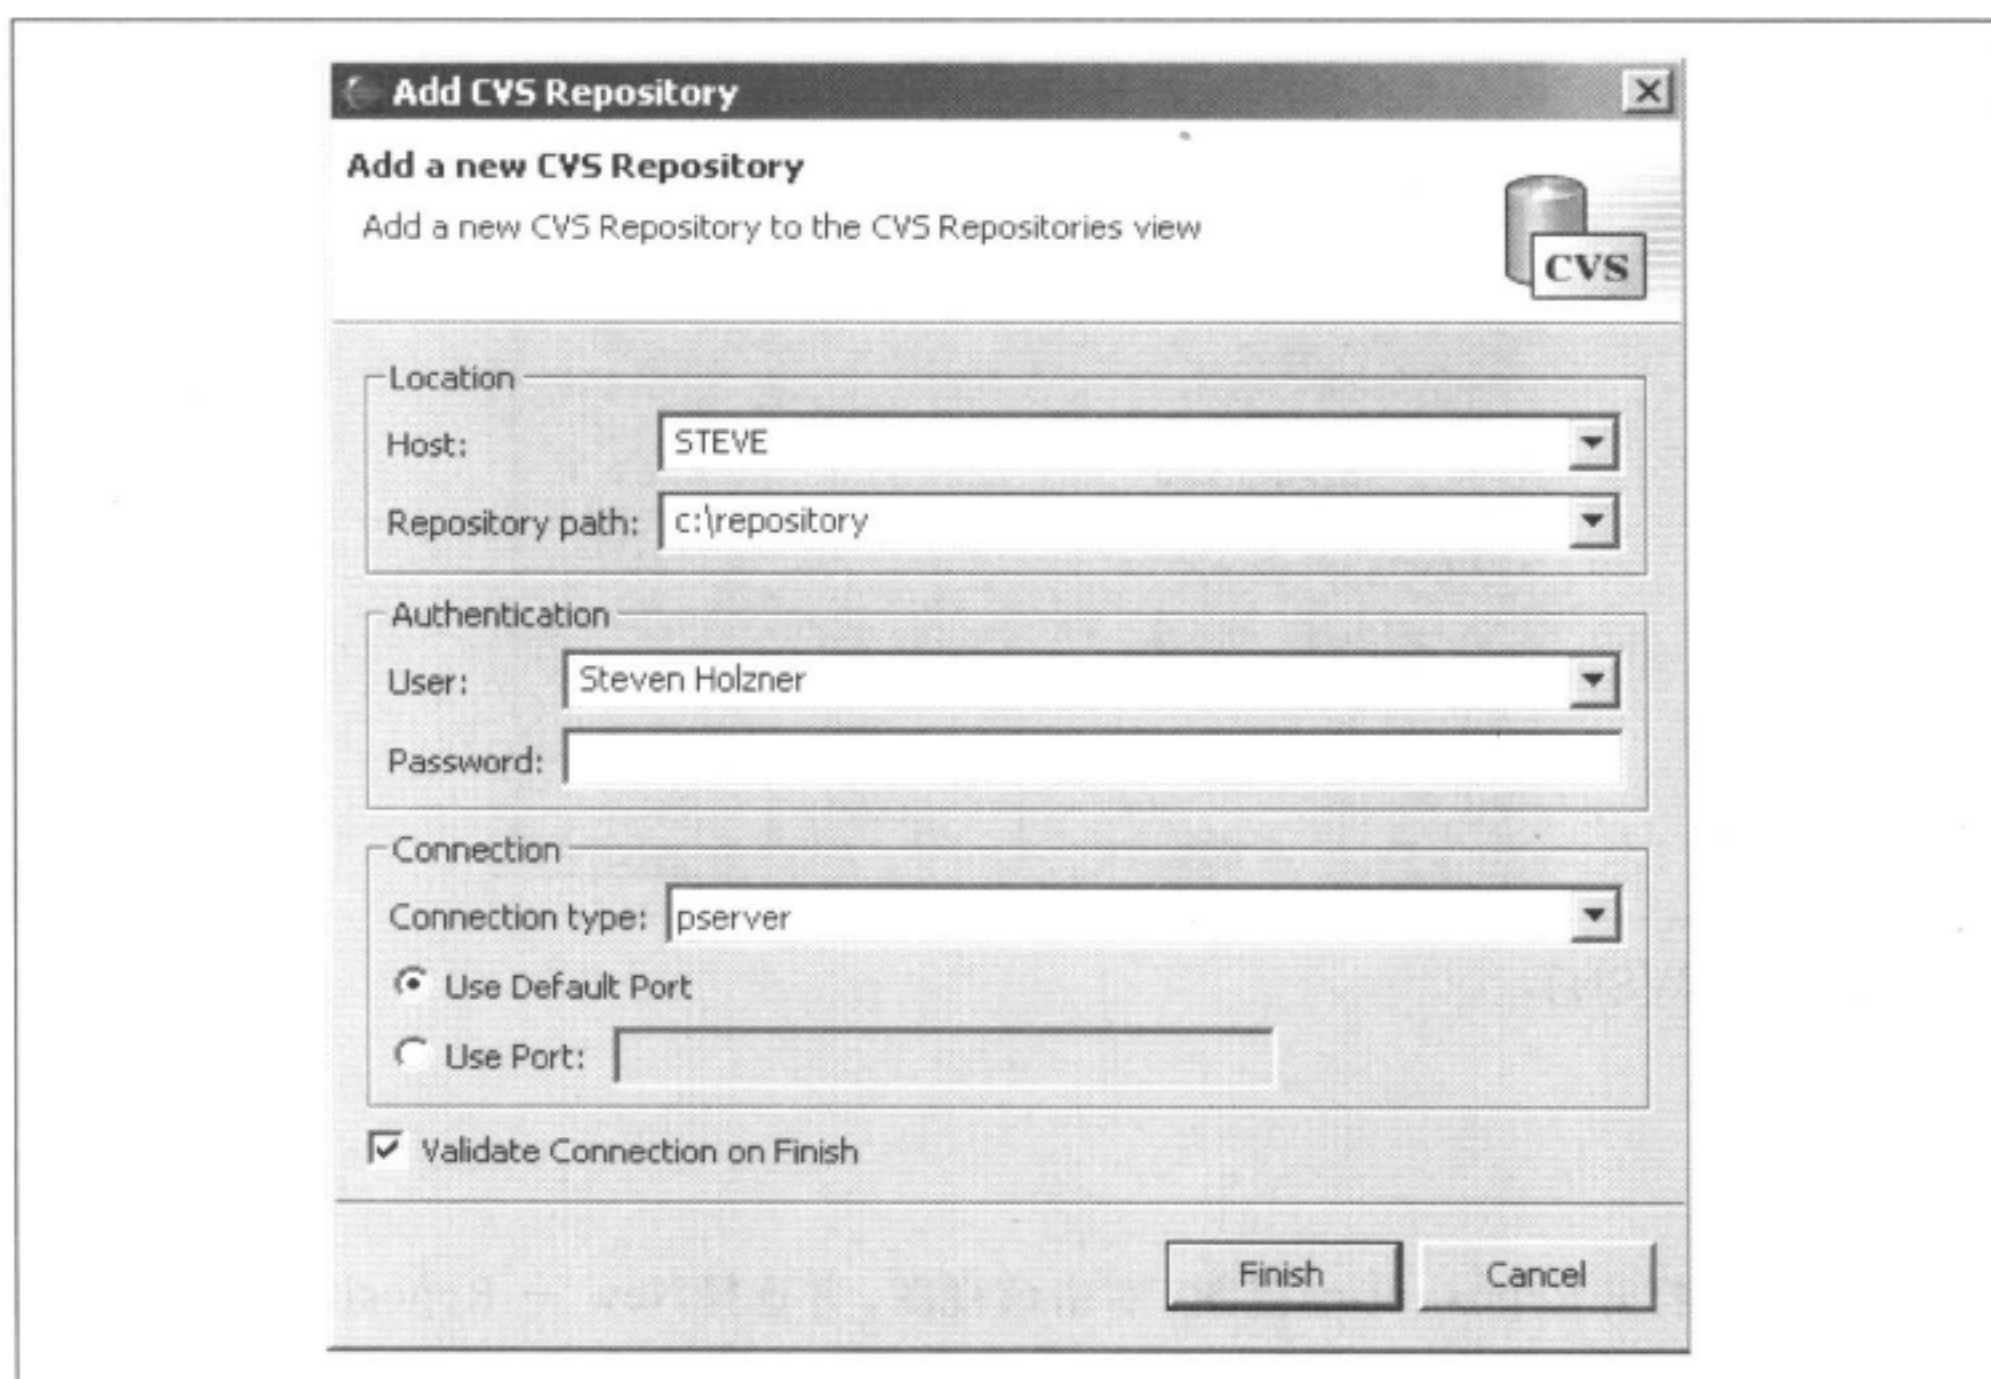 Add CVS Repository
Add a new CVS Repository
Add a new CVS Repository to the CVS Repositories view
CVS
Location
Host: STEVE
Repository path: c:\repository
Authentication
User: Steven Holzner
Password:
Connection
Connection type: pserver
Use Default Port
Use Port:
Validate Connection on Finish
Finish Cancel